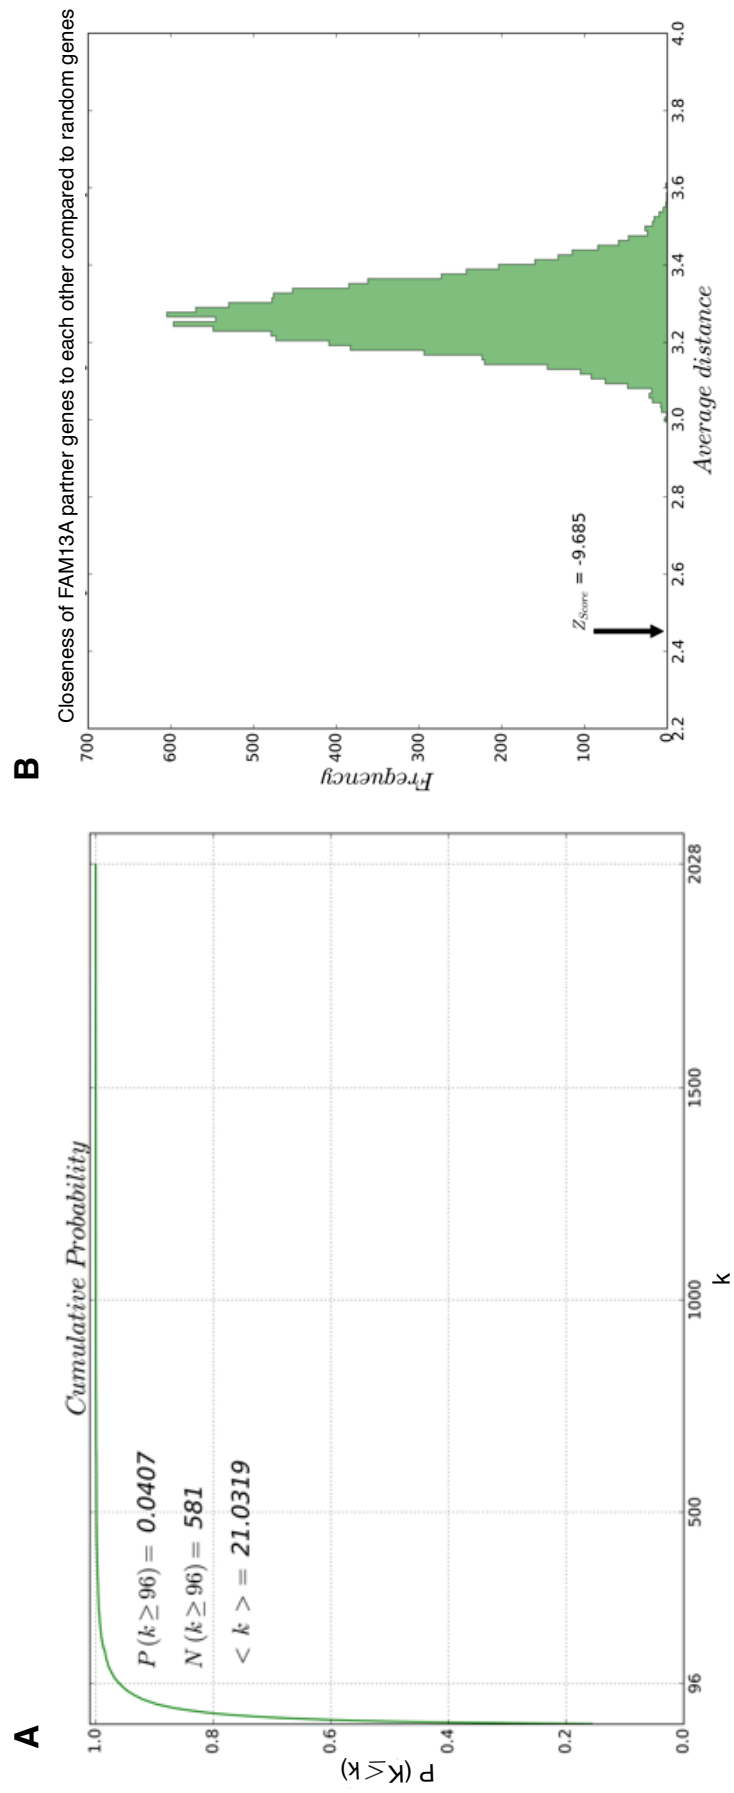 A
Cumulative Probability
P (K ≤ k)
1.0
0.8
0.6
0.4
0.2
0.0
P (k ≥ 96) = 0.0407
N (k ≥ 96) = 581
< k > = 21.0319
96
500
1000
1500
2028
k
B
Closeness of FAM13A partner genes to each other compared to random genes
Frequency
700
600
500
400
300
200
100
0
ZScore = -9.685
2.2
2.4
2.6
2.8
3.0
3.2
3.4
3.6
3.8
4.0
Average distance